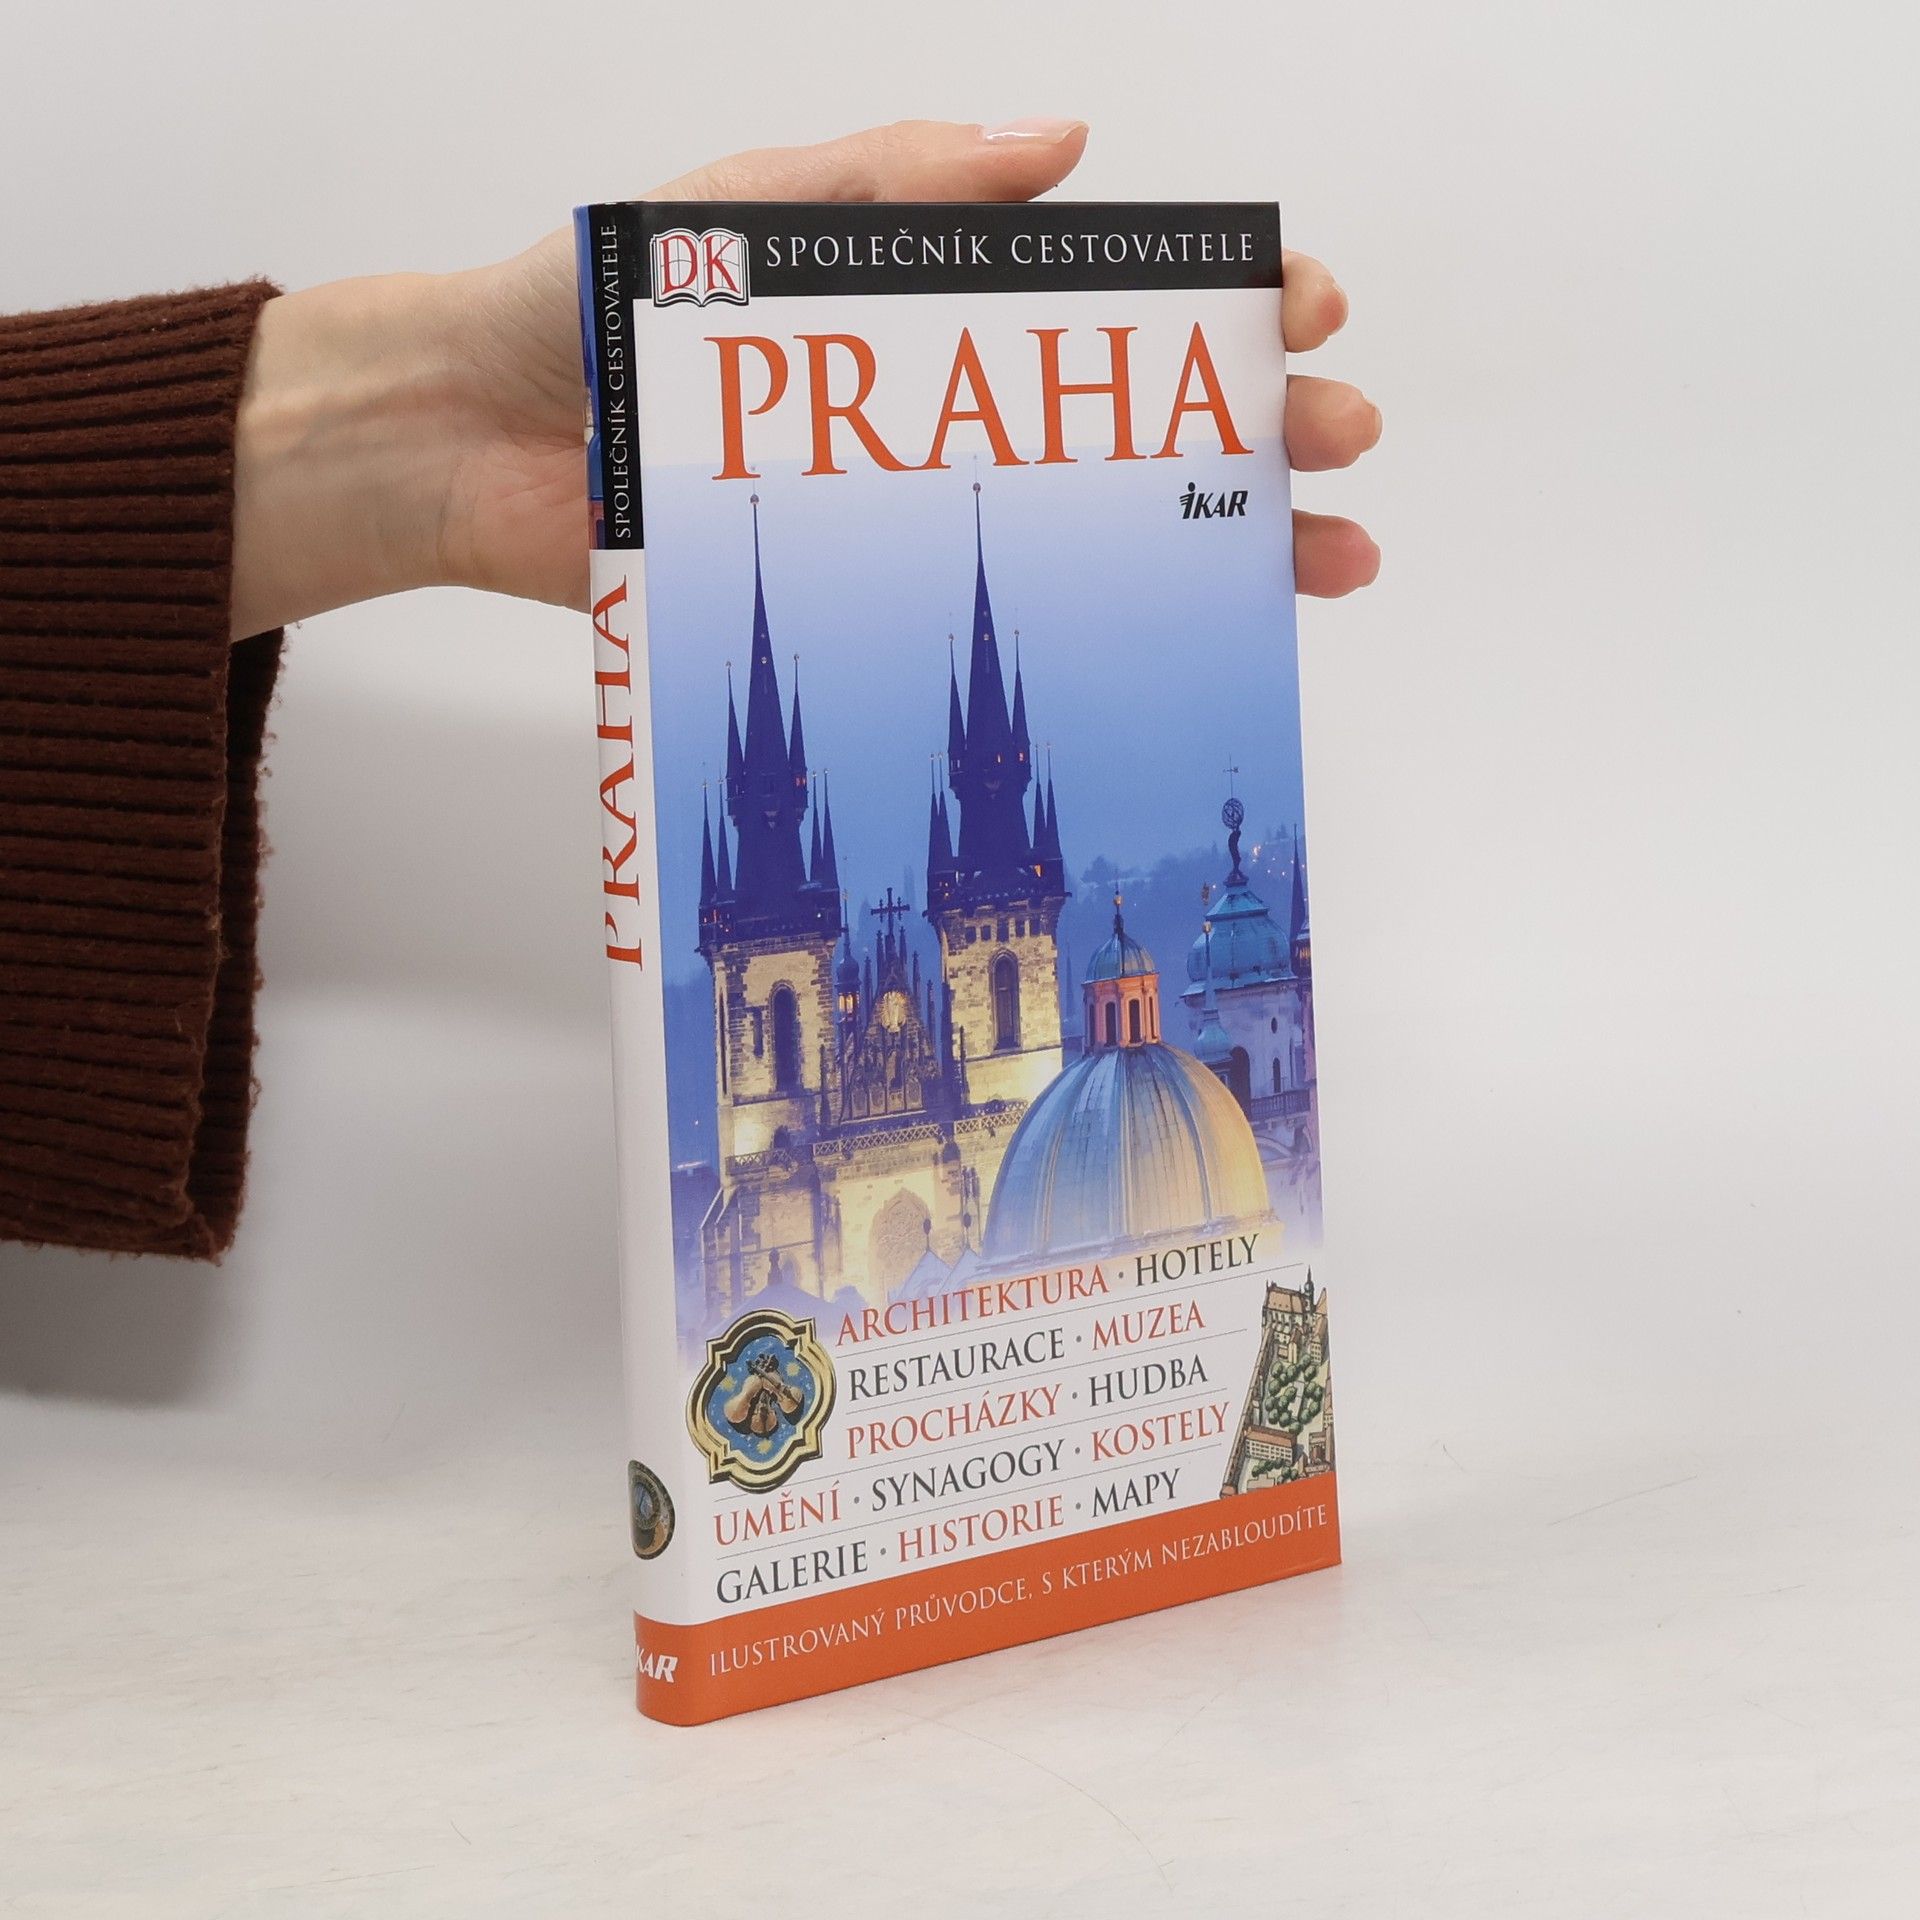 SPOLEČNÍK CESTOVATELE
PRAHA
DK SPOLEČNÍK CESTOVATELE
PRAHA
IKAR
ARCHITEKTURA · HOTELY
RESTAURACE · MUZEA
PROCHÁZKY · HUDBA
UMĚNÍ · SYNAGOGY · KOSTELY
GALERIE · HISTORIE · MAPY
ILUSTROVANÝ PRŮVODCE, S KTERÝM NEZABLOUDÍTE
KAR